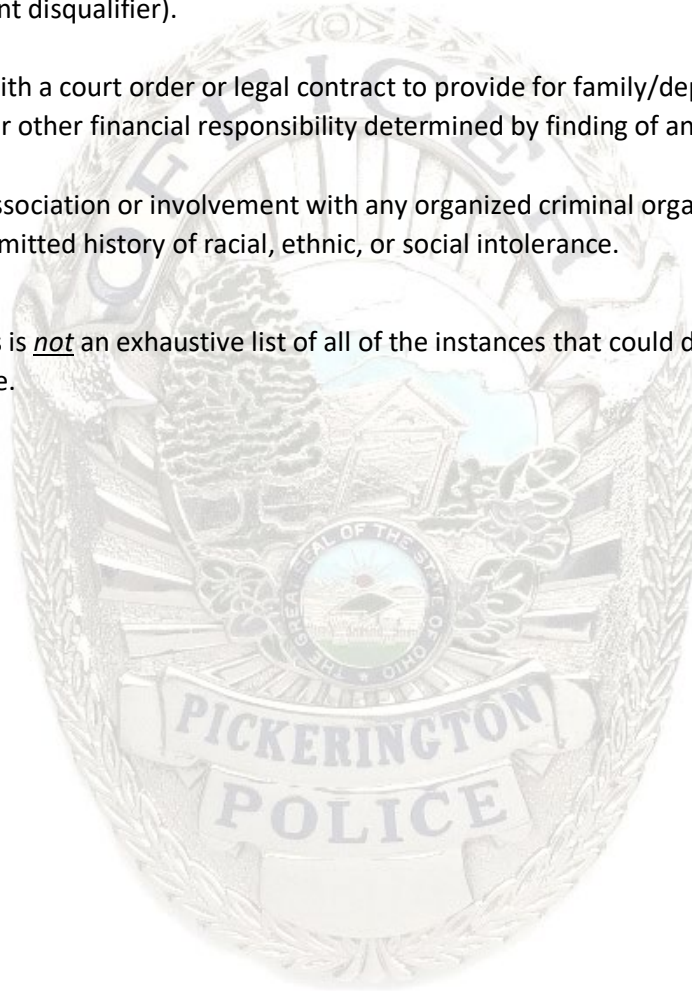 nt disqualifier).
ith a court order or legal contract to provide for family/dep
r other financial responsibility determined by finding of an
ssociation or involvement with any organized criminal orga
mitted history of racial, ethnic, or social intolerance.
s is not an exhaustive list of all of the instances that could d
e.
OFFICER
THE GREAT SEAL OF THE STATE OF OHIO
PICKERINGTON
POLICE